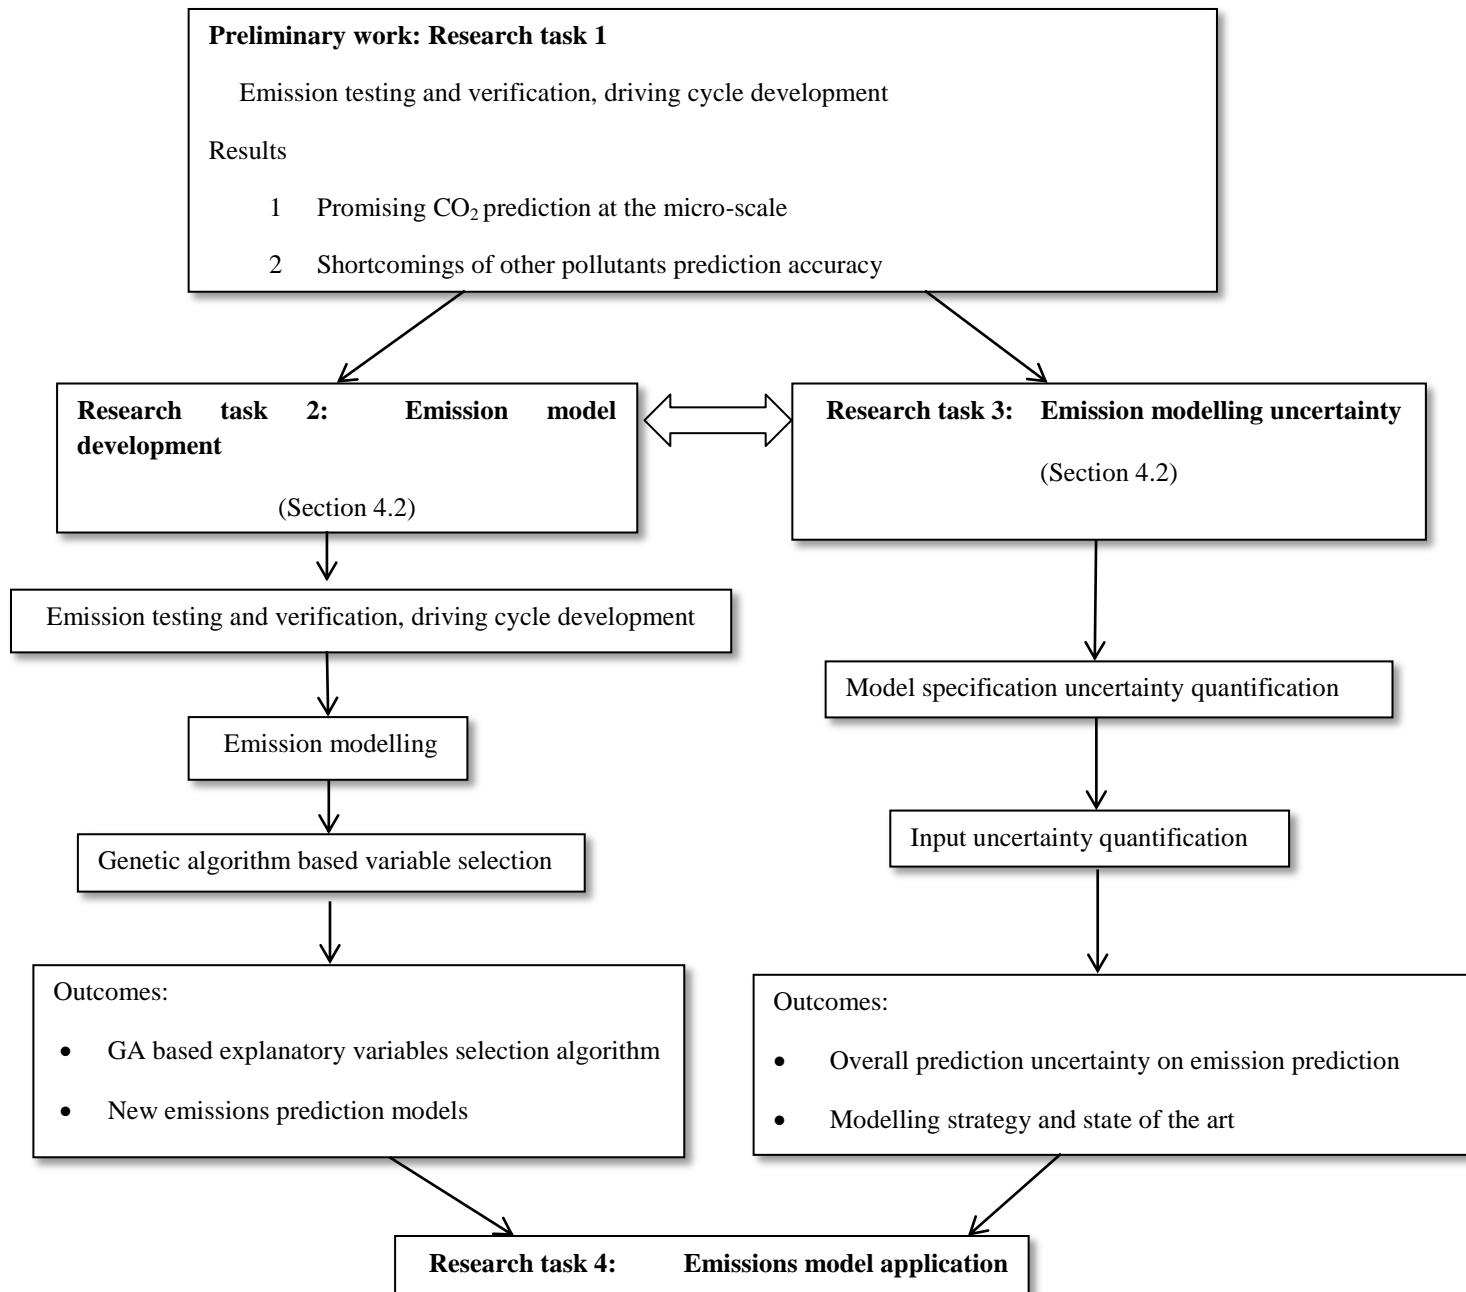 Preliminary work: Research task 1
Emission testing and verification, driving cycle development
Results
1 Promising CO₂ prediction at the micro-scale
2 Shortcomings of other pollutants prediction accuracy
Research task 2: Emission model
development
(Section 4.2)
Research task 3: Emission modelling uncertainty
(Section 4.2)
Emission testing and verification, driving cycle development
Emission modelling
Genetic algorithm based variable selection
Model specification uncertainty quantification
Input uncertainty quantification
Outcomes:
• GA based explanatory variables selection algorithm
• New emissions prediction models
Outcomes:
• Overall prediction uncertainty on emission prediction
• Modelling strategy and state of the art
Research task 4: Emissions model application